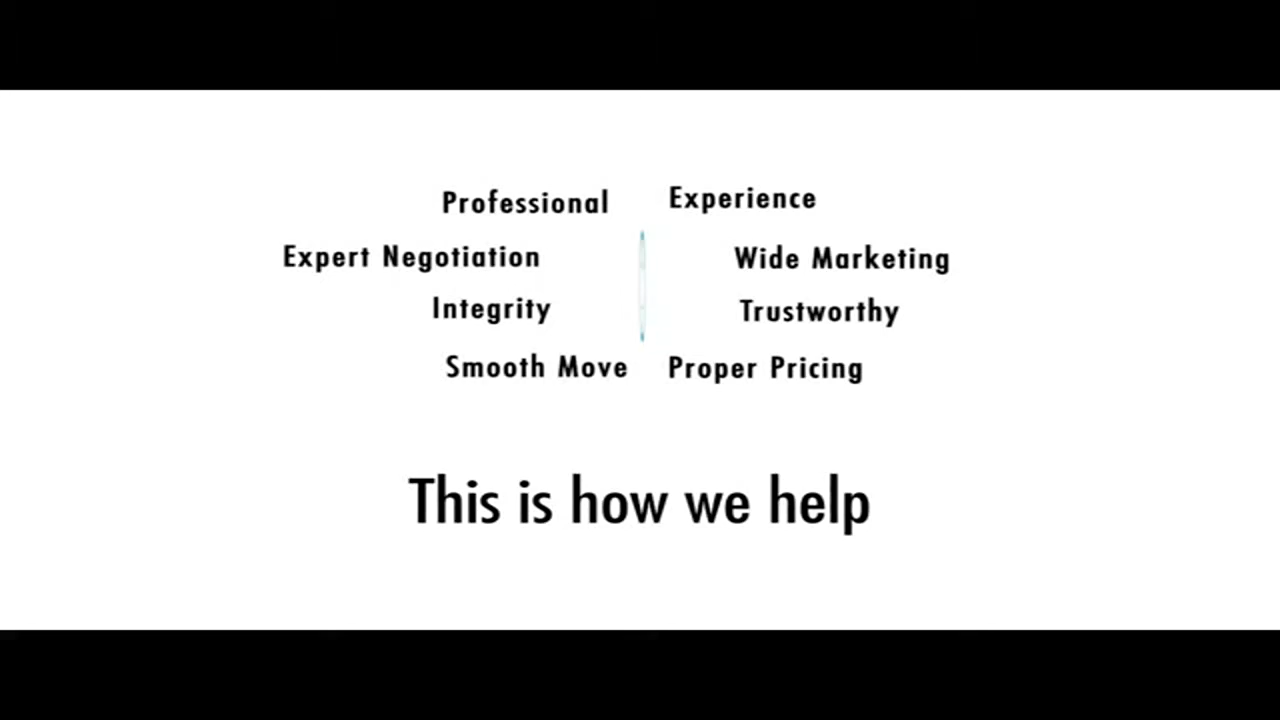 Professional
Experience
Expert Negotiation
Wide Marketing
Integrity
Trustworthy
Smooth Move
Proper Pricing
This is how we help